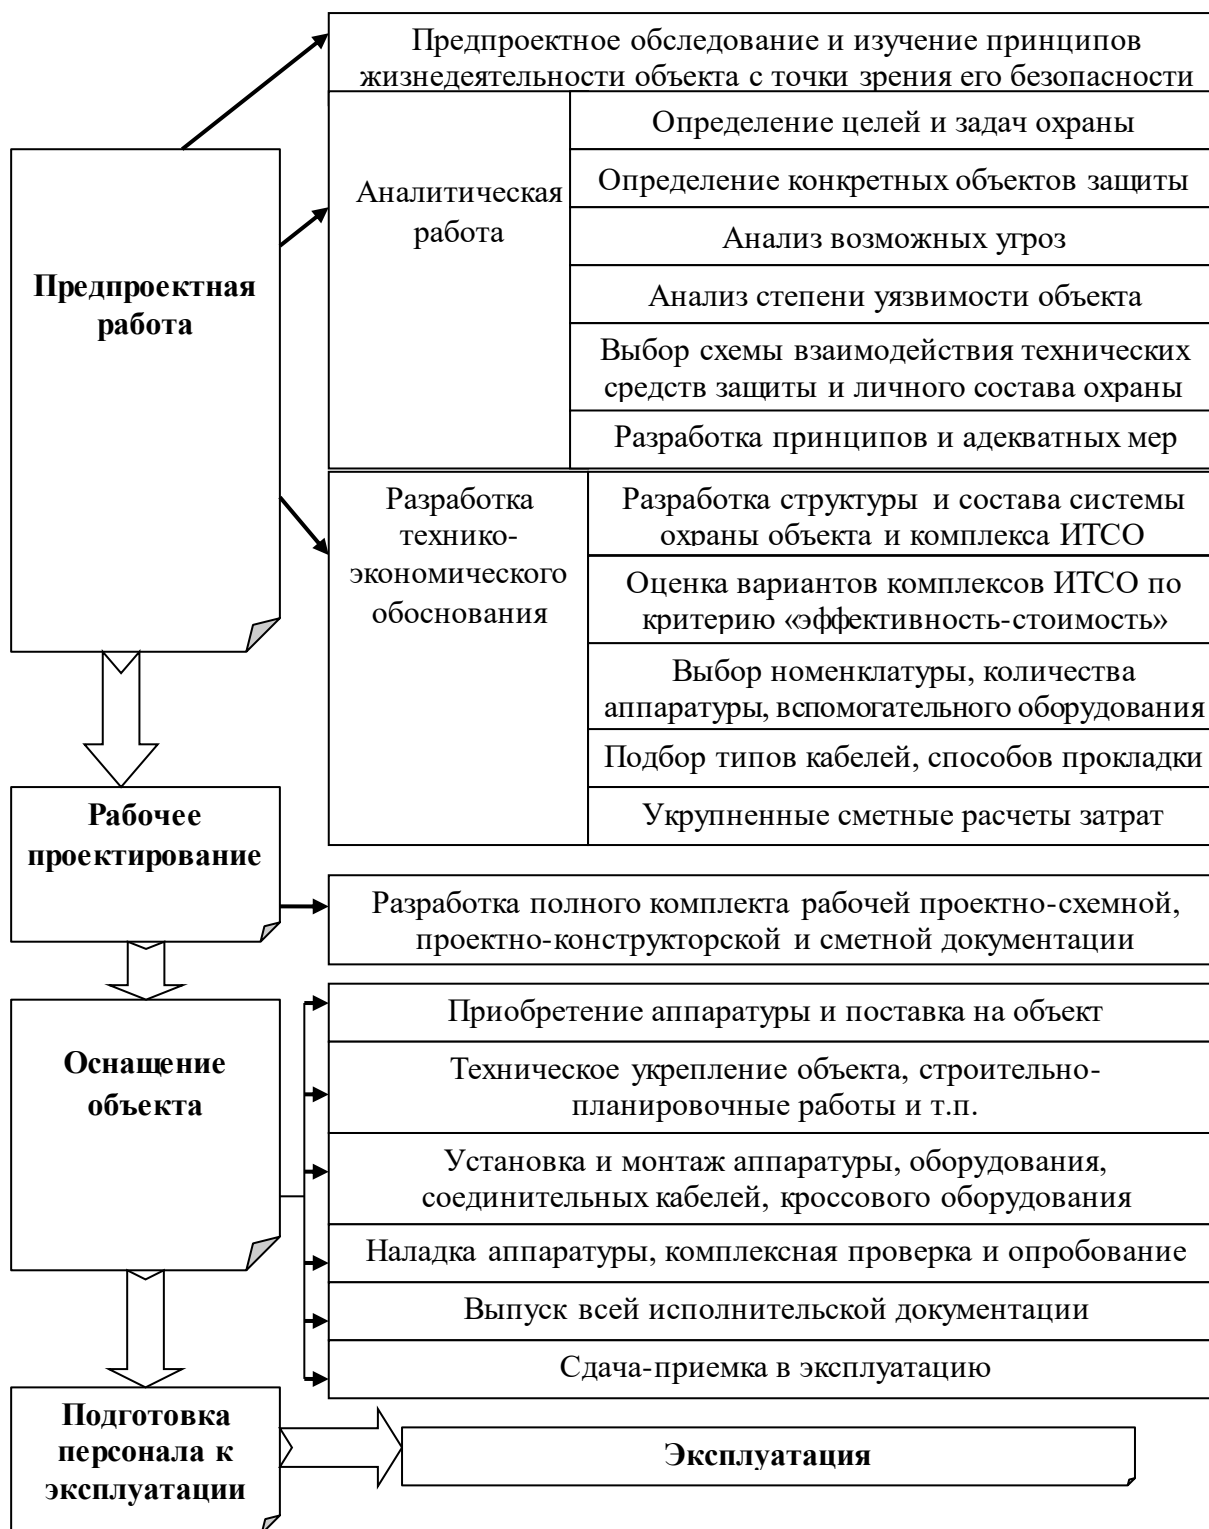 Предпроектное обследование и изучение принципов
жизнедеятельности объекта с точки зрения его безопасности
Предпроектная
работа
Аналитическая
работа
Определение целей и задач охраны
Определение конкретных объектов защиты
Анализ возможных угроз
Анализ степени уязвимости объекта
Выбор схемы взаимодействия технических
средств защиты и личного состава охраны
Разработка принципов и адекватных мер
Разработка
технико-
экономического
обоснования
Разработка структуры и состава системы
охраны объекта и комплекса ИТСО
Оценка вариантов комплексов ИТСО по
критерию «эффективность-стоимость»
Выбор номенклатуры, количества
аппаратуры, вспомогательного оборудования
Подбор типов кабелей, способов прокладки
Укрупненные сметные расчеты затрат
Рабочее
проектирование
Разработка полного комплекта рабочей проектно-схемной,
проектно-конструкторской и сметной документации
Оснащение
объекта
Приобретение аппаратуры и поставка на объект
Техническое укрепление объекта, строительно-
планировочные работы и т.п.
Установка и монтаж аппаратуры, оборудования,
соединительных кабелей, кроссового оборудования
Наладка аппаратуры, комплексная проверка и опробование
Выпуск всей исполнительской документации
Сдача-приемка в эксплуатацию
Подготовка
персонала к
эксплуатации
Эксплуатация